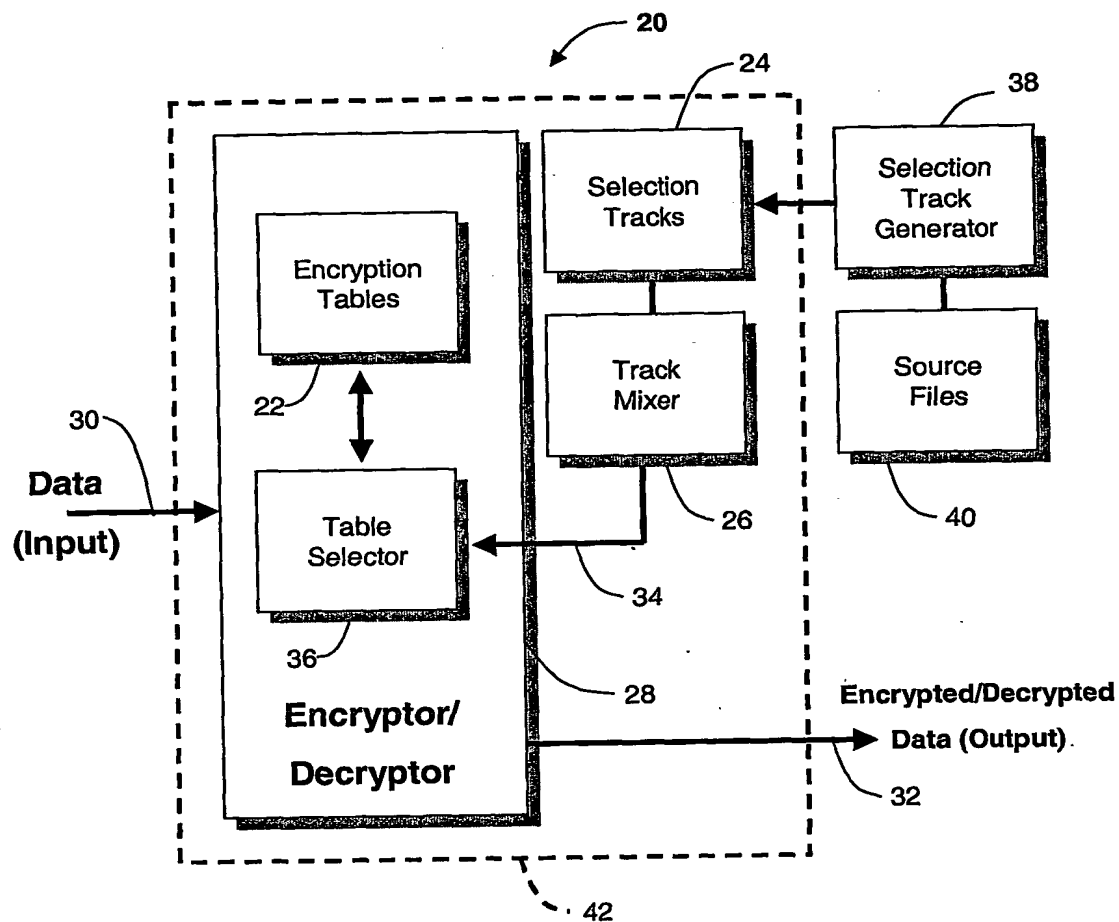 20
24
38
Selection
Tracks
Selection
Track
Generator
Encryption
Tables
22
Track
Mixer
Source
Files
30
Data
(Input)
Table
Selector
26
40
34
36
28
Encryptor/
Decryptor
Encrypted/Decrypted
Data (Output)
32
42